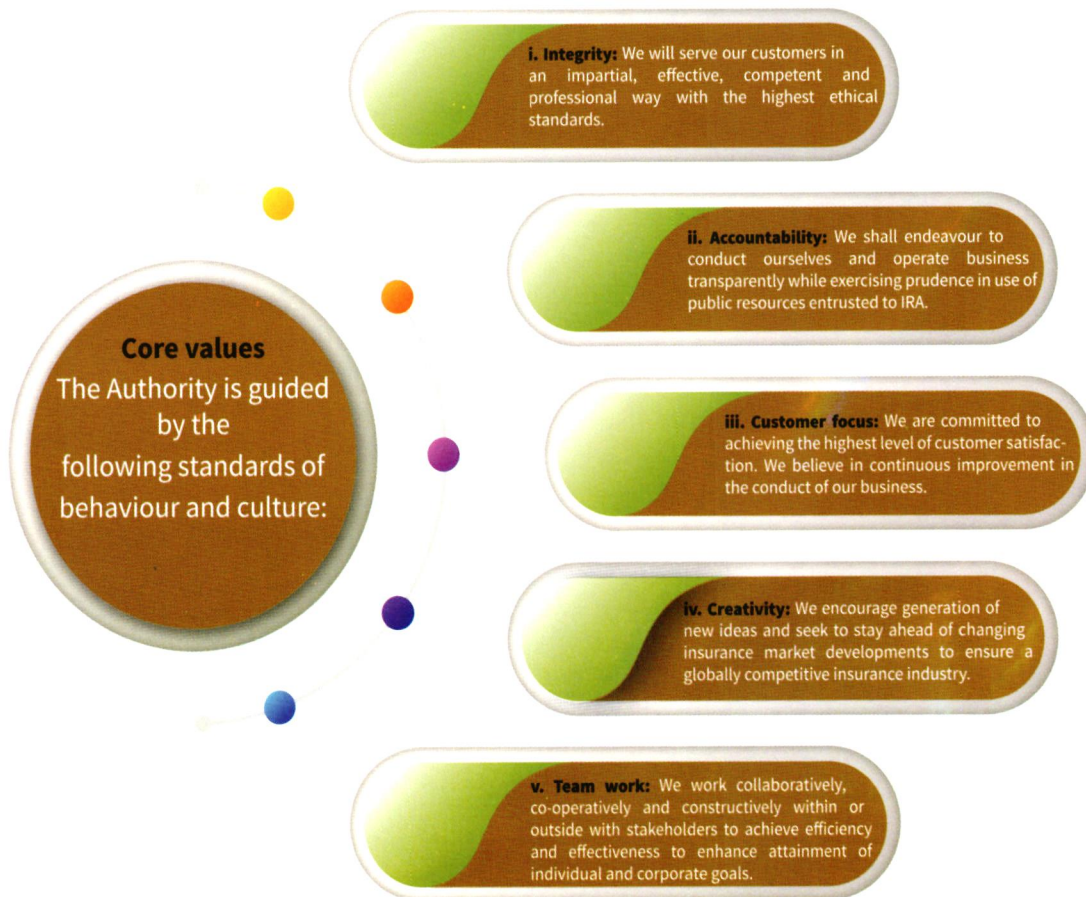 Core values
The Authority is guided
by the
following standards of
behaviour and culture:
i. Integrity: We will serve our customers in
an impartial, effective, competent and
professional way with the highest ethical
standards.
ii. Accountability: We shall endeavour to
conduct ourselves and operate business
transparently while exercising prudence in use of
public resources entrusted to IRA.
iii. Customer focus: We are committed to
achieving the highest level of customer satisfac-
tion. We believe in continuous improvement in
the conduct of our business.
iv. Creativity: We encourage generation of
new ideas and seek to stay ahead of changing
insurance market developments to ensure a
globally competitive insurance industry.
v. Team work: We work collaboratively,
co-operatively and constructively within or
outside with stakeholders to achieve efficiency
and effectiveness to enhance attainment of
individual and corporate goals.